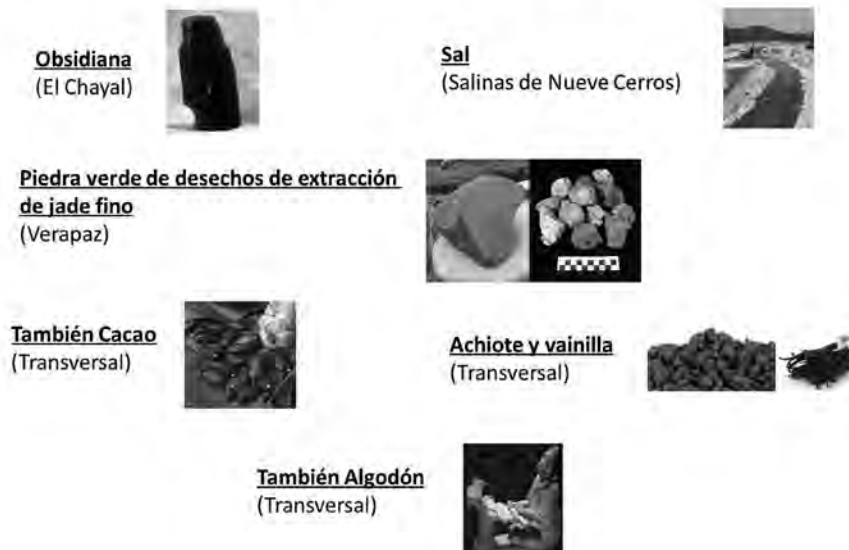 Obsidiana
(El Chayal)
Sal
(Salinas de Nueve Cerros)
Piedra verde de desechos de extracción
de jade fino
(Verapaz)
También Cacao
(Transversal)
Achiote y vainilla
(Transversal)
También Algodón
(Transversal)